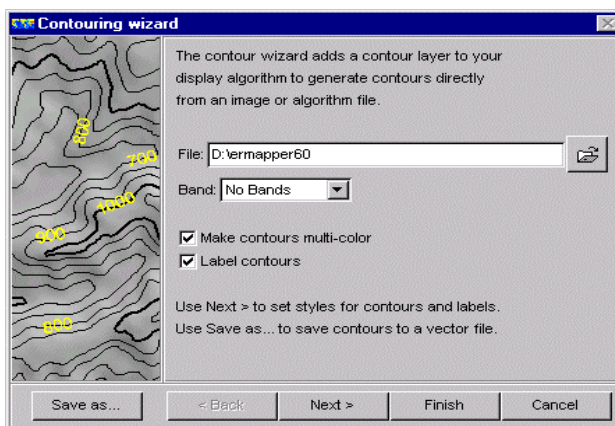 Contouring wizard
The contour wizard adds a contour layer to your
display algorithm to generate contours directly
from an image or algorithm file.
File: D:\ermapper60
Band: No Bands
Make contours multi-color
Label contours
Use Next > to set styles for contours and labels.
Use Save as... to save contours to a vector file.
800
700
1000
900
800
Save as... < Back Next > Finish Cancel